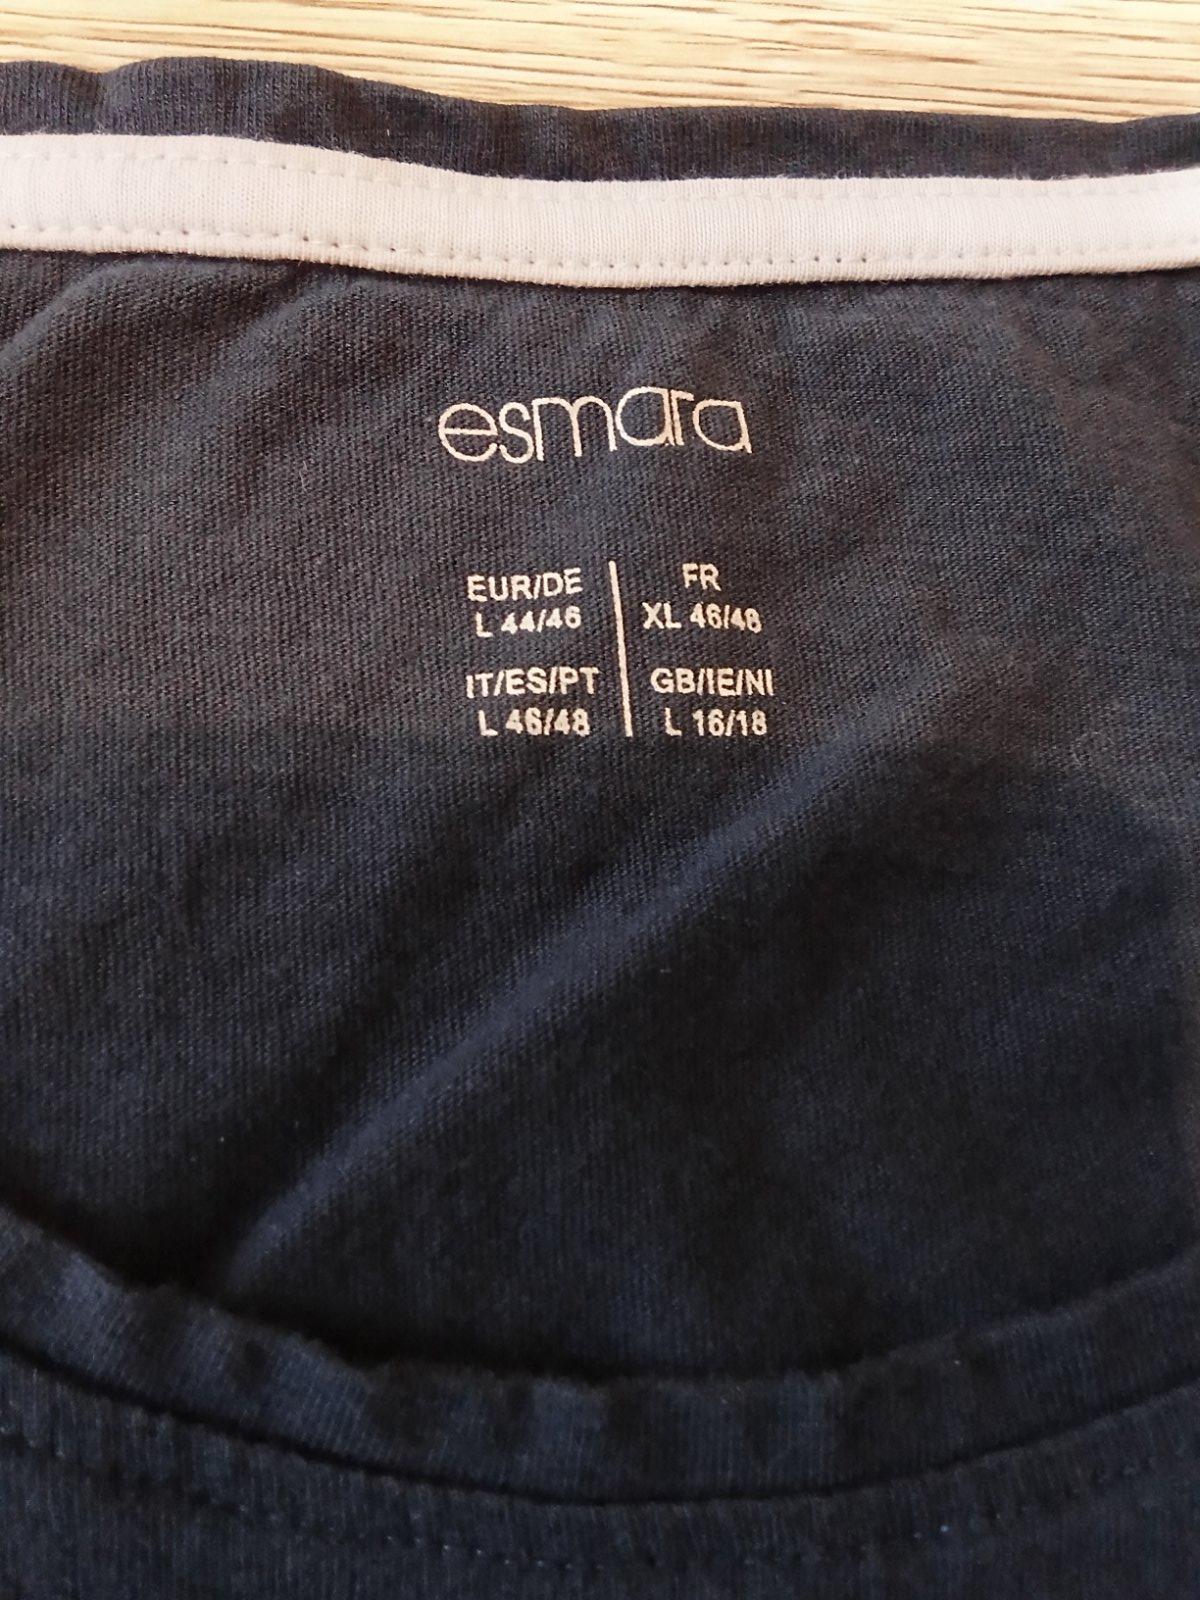 esmara
EUR/DE
L 44/46
FR
XL 46/48
IT/ES/PT
L 46/48
GB/IE/NI
L 16/18